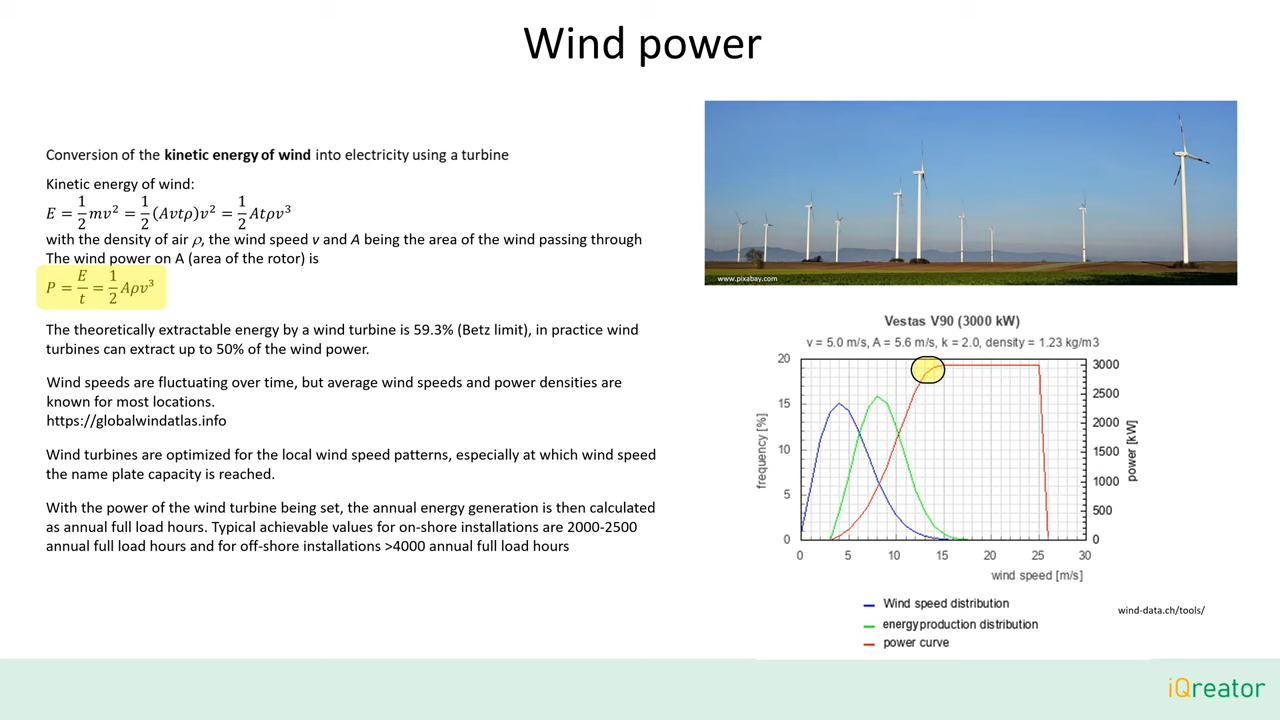 Wind power
Conversion of the kinetic energy of wind into electricity using a turbine
Kinetic energy of wind:
E = 1/2 mv² = 1/2 (Avtρ)v² = 1/2 Atρv³
with the density of air ρ, the wind speed v and A being the area of the wind passing through
The wind power on A (area of the rotor) is
P = E/t = 1/2 Aρv³
The theoretically extractable energy by a wind turbine is 59.3% (Betz limit), in practice wind
turbines can extract up to 50% of the wind power.
Wind speeds are fluctuating over time, but average wind speeds and power densities are
known for most locations.
https://globalwindatlas.info
Wind turbines are optimized for the local wind speed patterns, especially at which wind speed
the name plate capacity is reached.
With the power of the wind turbine being set, the annual energy generation is then calculated
as annual full load hours. Typical achievable values for on-shore installations are 2000-2500
annual full load hours and for off-shore installations >4000 annual full load hours
www.pixabay.com
Vestas V90 (3000 kW)
v = 5.0 m/s, A = 5.6 m/s, k = 2.0, density = 1.23 kg/m3
frequency [%]
20
15
10
5
0
3000
2500
2000
1500
1000
500
0
power [kW]
0 5 10 15 20 25 30
wind speed [m/s]
Wind speed distribution
energy production distribution
power curve
wind-data.ch/tools/
iQreator